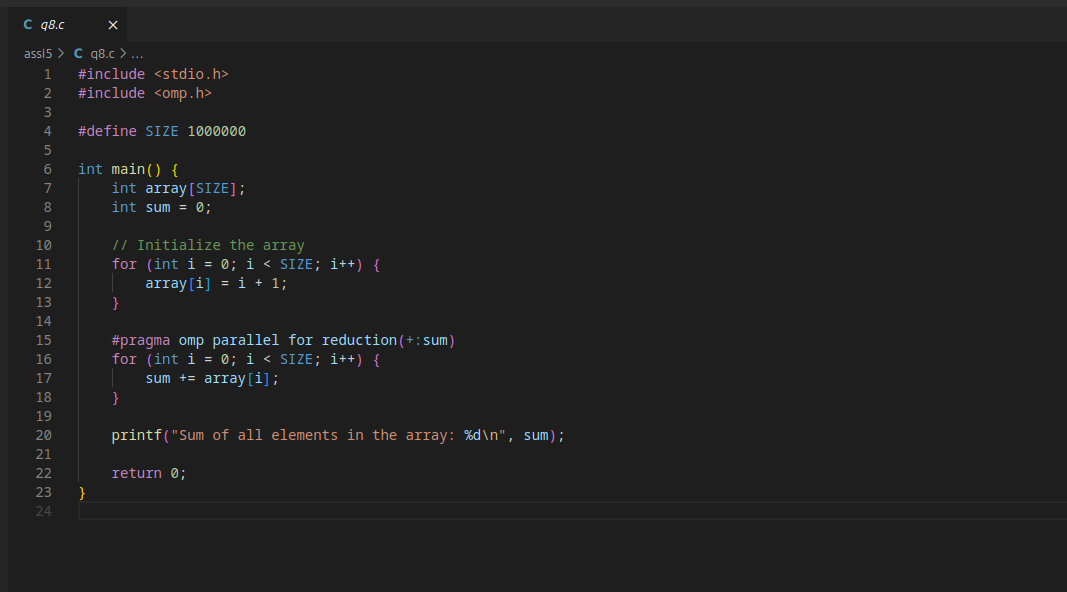 C q8.c ×
assi5 > C q8.c > ...
1 #include <stdio.h>
2 #include <omp.h>
3
4 #define SIZE 1000000
5
6 int main() {
7     int array[SIZE];
8     int sum = 0;
9
10     // Initialize the array
11     for (int i = 0; i < SIZE; i++) {
12         array[i] = i + 1;
13     }
14
15     #pragma omp parallel for reduction(+:sum)
16     for (int i = 0; i < SIZE; i++) {
17         sum += array[i];
18     }
19
20     printf("Sum of all elements in the array: %d\n", sum);
21
22     return 0;
23 }
24